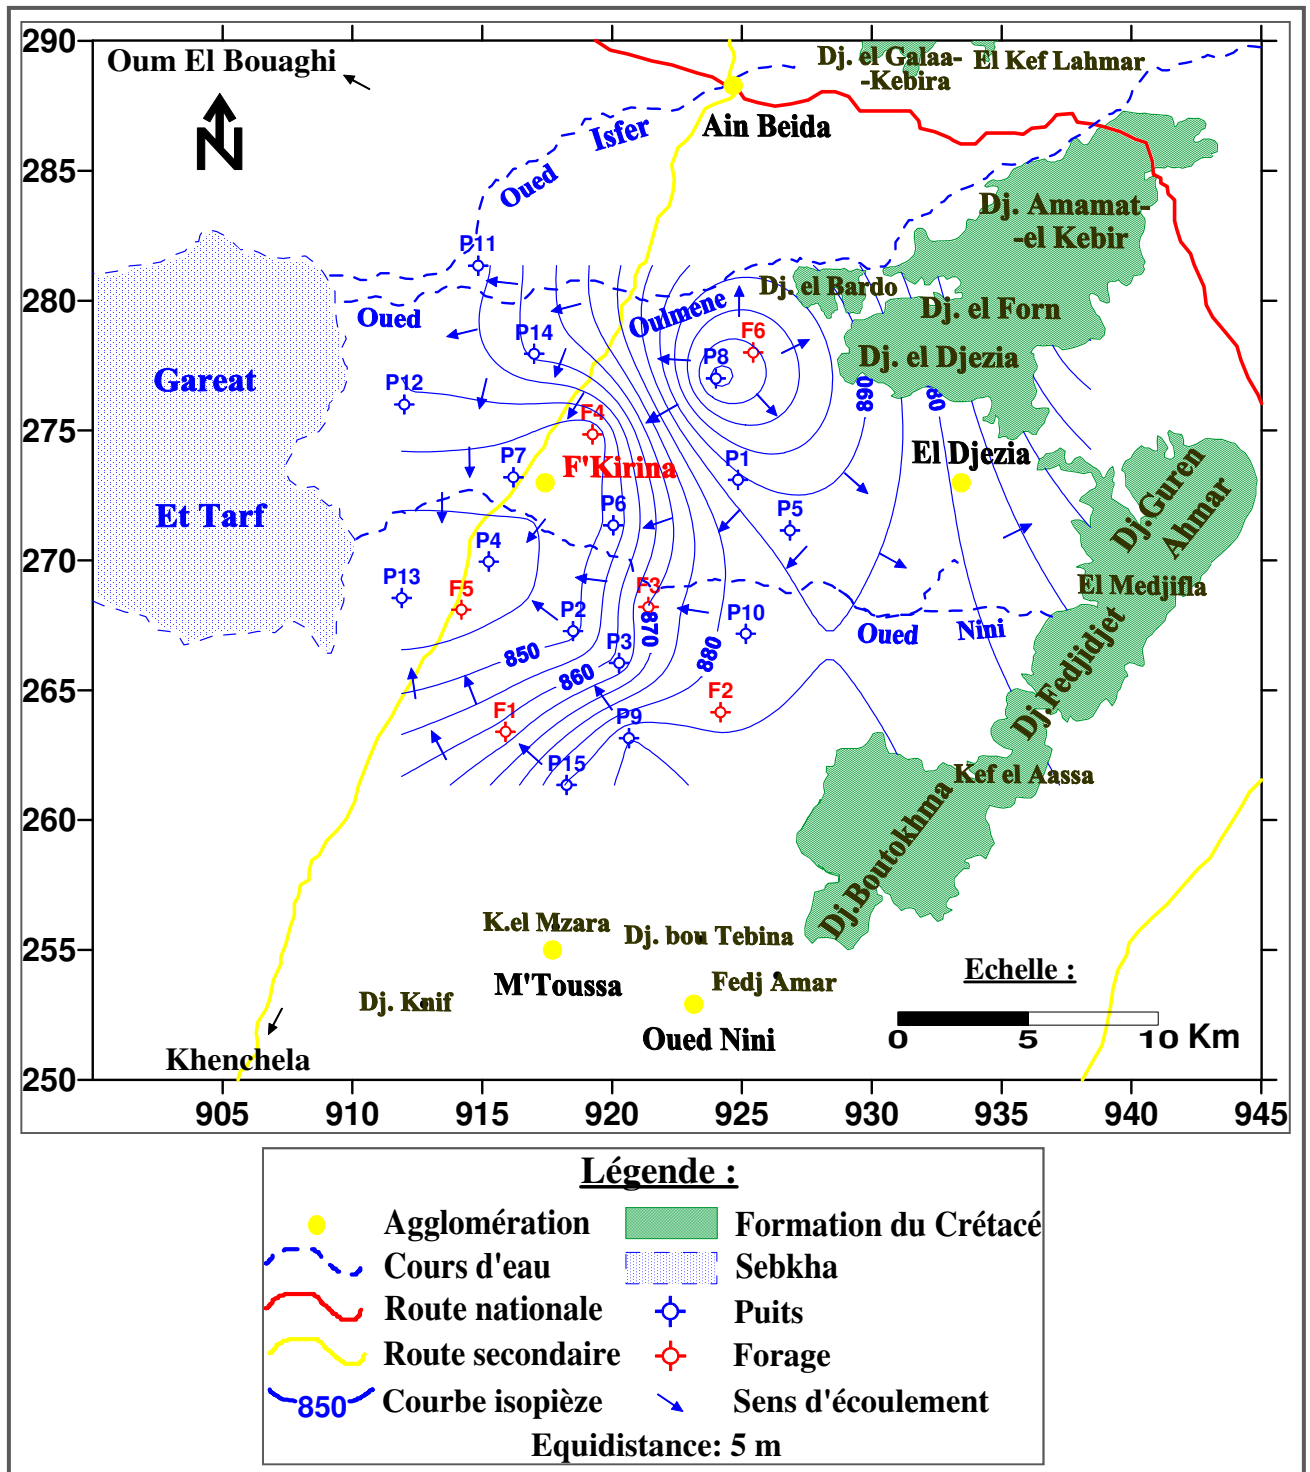 290
Oum El Bouaghi
Dj. el Galaa-
-Kebira
El Kef Lahmar
N
Ain Beida
Isfer
Oued
285
Dj. Amamat-
-el Kebir
P11
280
Dj. el Bardo
Oued
Oulmene
Dj. el Forn
P14
F6
P8
Dj. el Djezia
Gareat
P12
890
F4
275
P7
F'Kirina
P1
El Djezia
Dj.Guren
Ahmar
Et Tarf
P6
P5
P4
270
P13
F5
F3
El Medjifla
P2
P10
870
Oued
Nini
850
P3
880
Dj.Fedjidjet
860
265
F2
F1
P9
P15
Kef el Aassa
260
Dj.Boutokhma
K.el Mzara
Dj. bou Tebina
255
M'Toussa
Fedj Amar
Echelle :
Dj. Knif
Oued Nini
0 5 10 Km
Khenchela
250
905 910 915 920 925 930 935 940 945
Légende :
Agglomération
Formation du Crétacé
Cours d'eau
Sebkha
Route nationale
Puits
Route secondaire
Forage
850
Courbe isopièze
Sens d'écoulement
Equidistance: 5 m